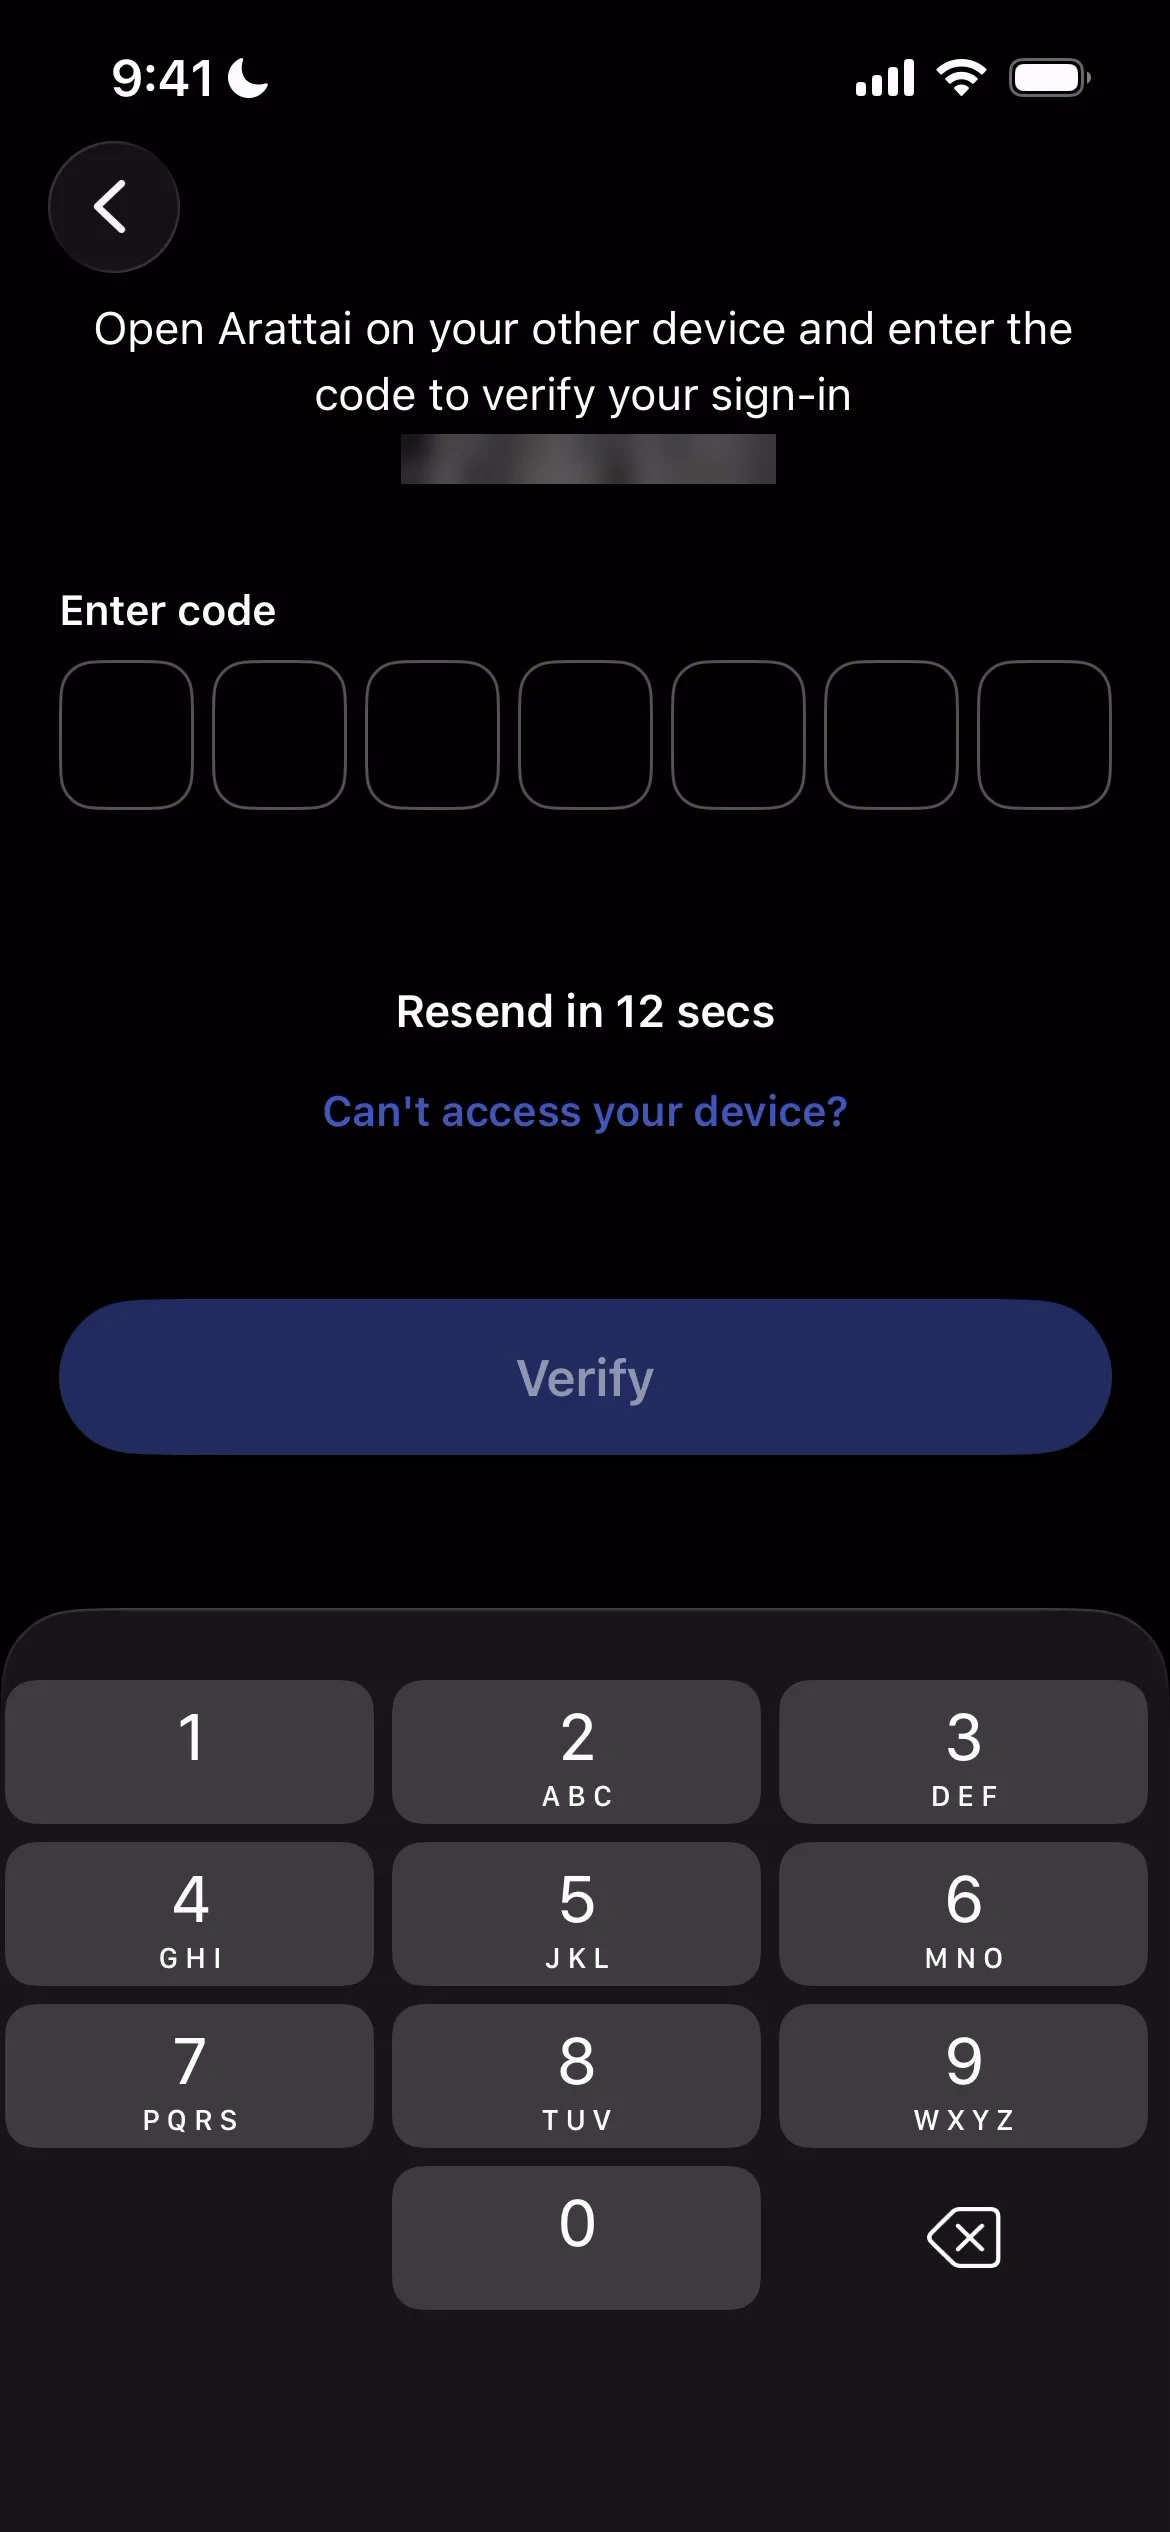 9:41
Open Arattai on your other device and enter the
code to verify your sign-in
Enter code
Resend in 12 secs
Can't access your device?
Verify
1
2
ABC
3
DEF
4
GHI
5
JKL
6
MNO
7
PQRS
8
TUV
9
WXYZ
0